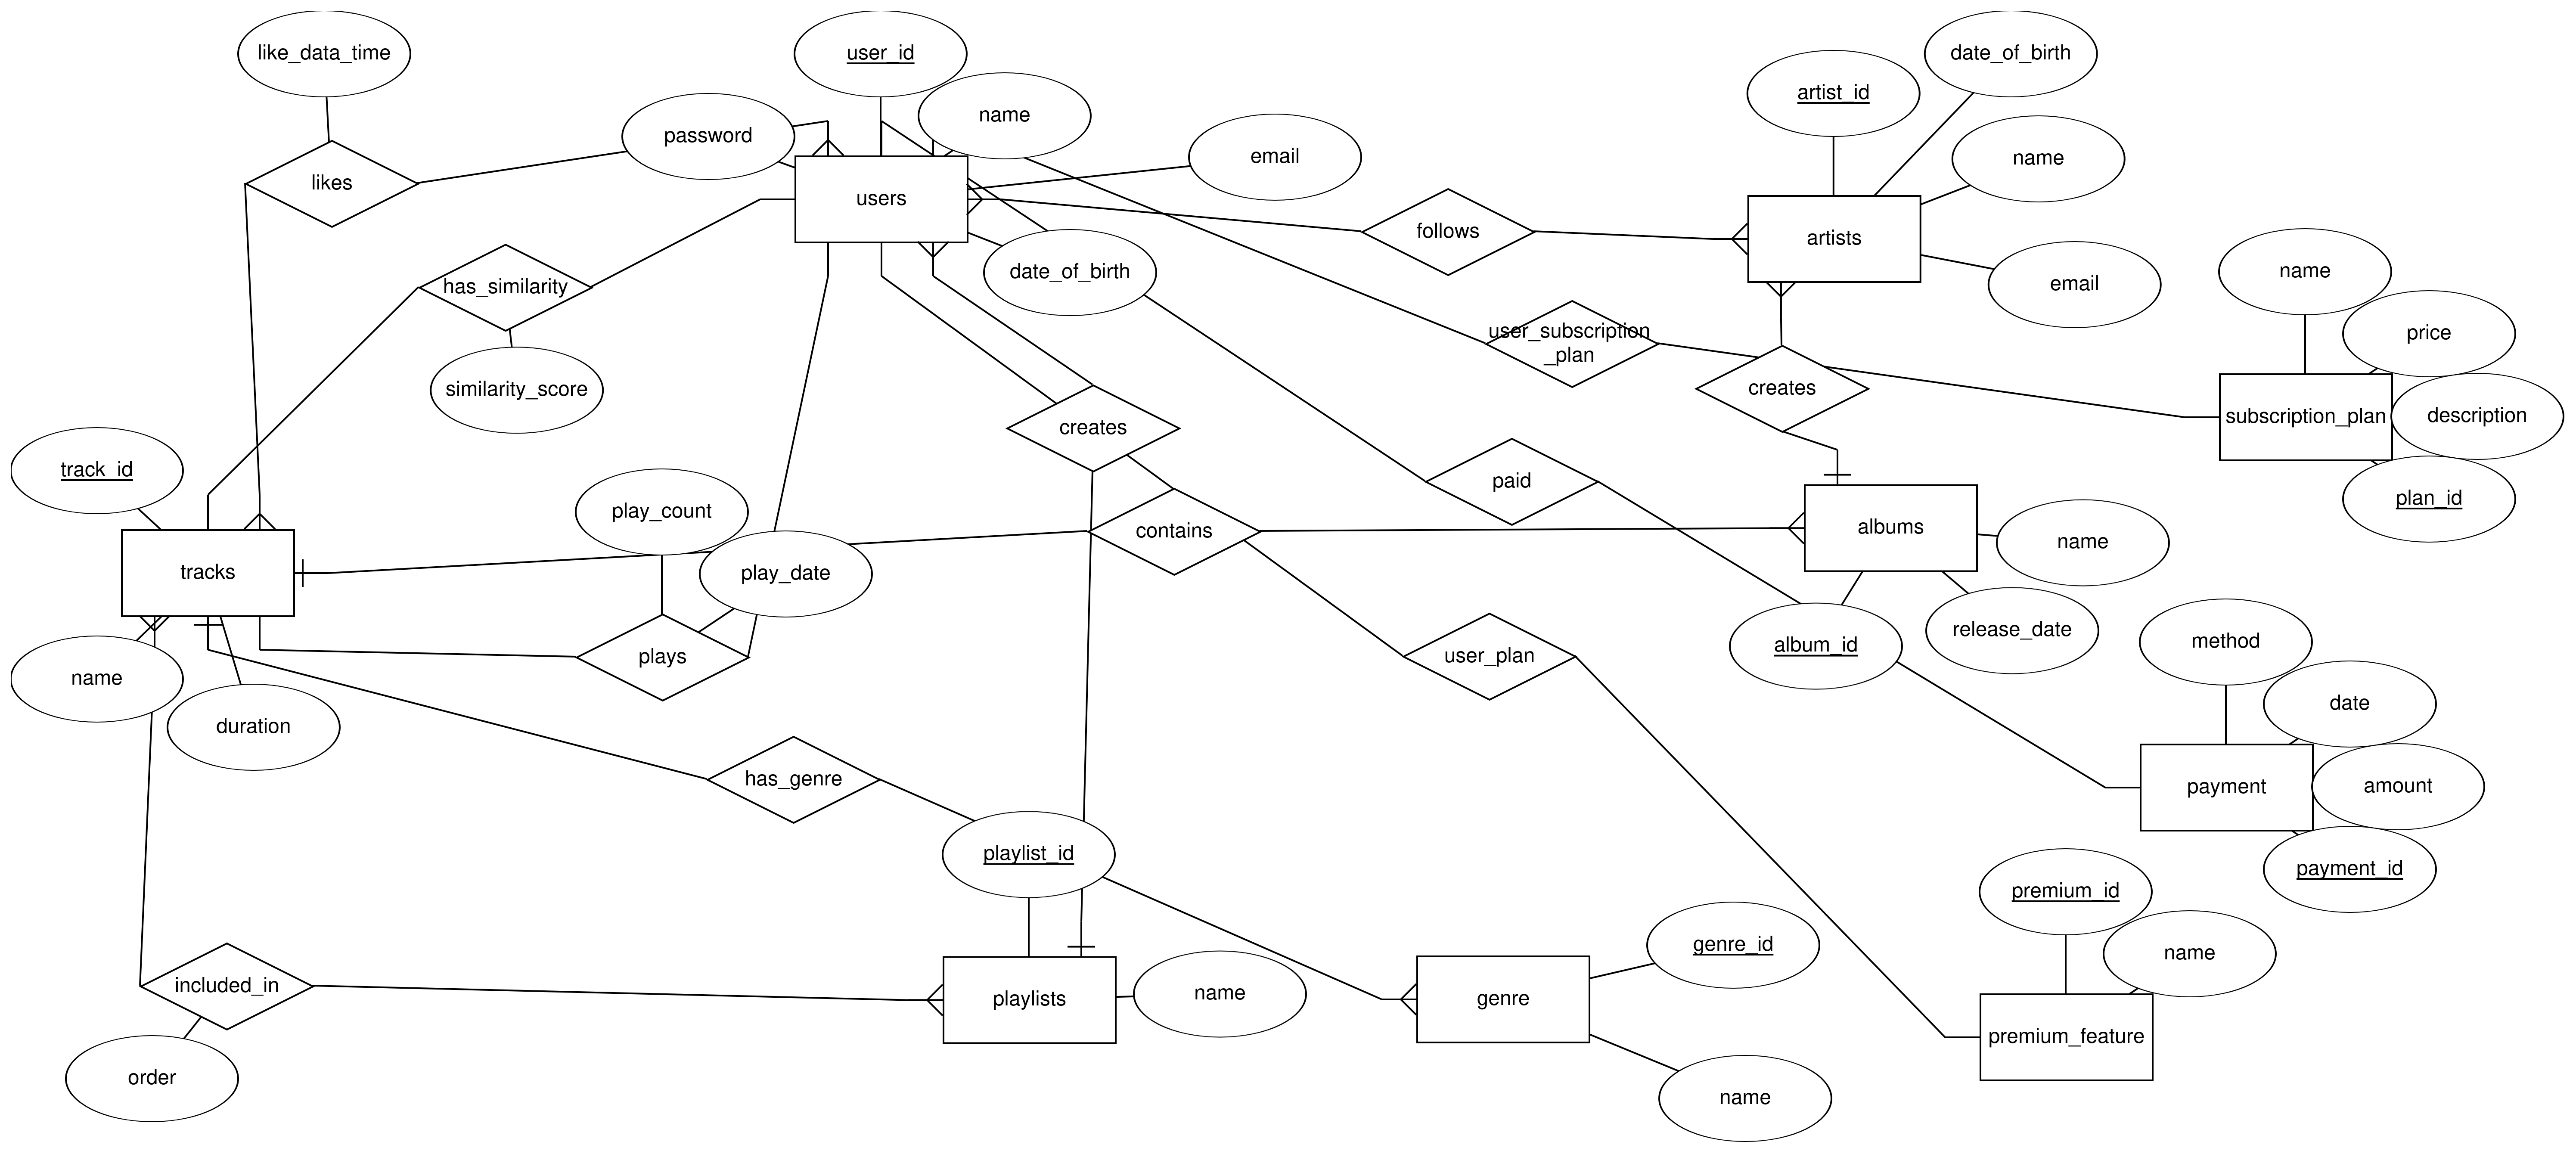 like_data_time
user_id
date_of_birth
artist_id
name
password
email
name
likes
users
follows
artists
date_of_birth
name
email
has_similarity
user_subscription
_plan
price
similarity_score
creates
creates
subscription_plan
description
track_id
paid
plan_id
play_count
contains
albums
name
tracks
play_date
release_date
album_id
method
plays
user_plan
name
date
duration
has_genre
payment
amount
playlist_id
payment_id
premium_id
genre_id
name
included_in
playlists
name
genre
premium_feature
order
name